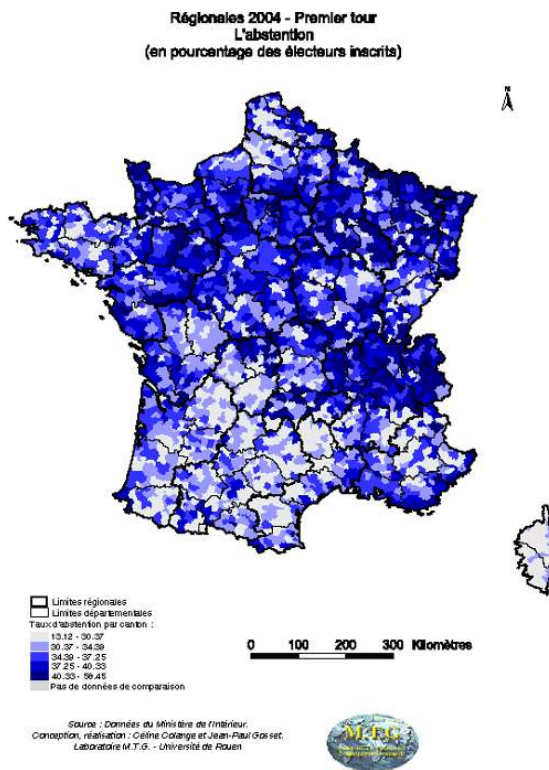 Régionales 2004 - Premier tour
L'abstention
(en pourcentage des électeurs inscrits)
N
Limites régionales
Limites départementales
Taux d'abstention par canton :
13.12 - 30.37
30.37 - 34.39
34.39 - 37.25
37.25 - 40.33
40.33 - 56.45
Pas de données de comparaison
0 100 200 300 Kilomètres
Source : Données du Ministère de l'Intérieur.
Conception, réalisation : Céline Colange et Jean-Paul Gosset.
Laboratoire M.T.G. - Université de Rouen
M.T.G.